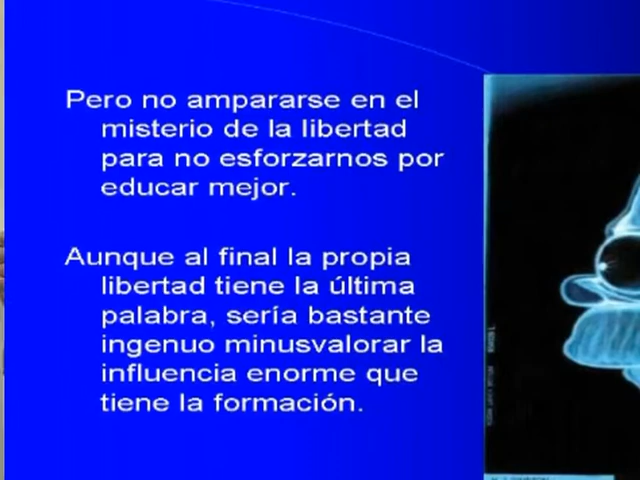 Pero no ampararse en el
misterio de la libertad
para no esforzarnos por
educar mejor.
Aunque al final la propia
libertad tiene la última
palabra, sería bastante
ingenuo minusvalorar la
influencia enorme que
tiene la formación.